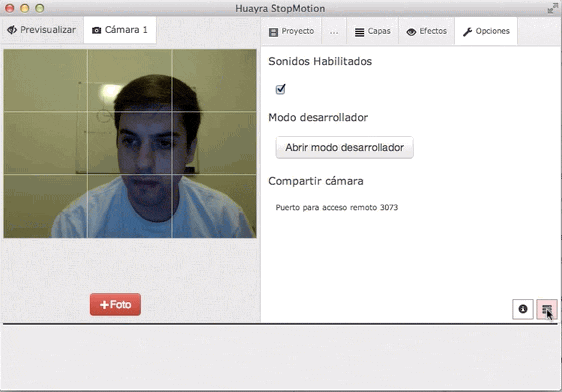 Huayra StopMotion
Previsualizar
Cámara 1
Proyecto
...
Capas
Efectos
Opciones
Sonidos Habilitados
Modo desarrollador
Abrir modo desarrollador
Compartir cámara
Puerto para acceso remoto 3073
+Foto